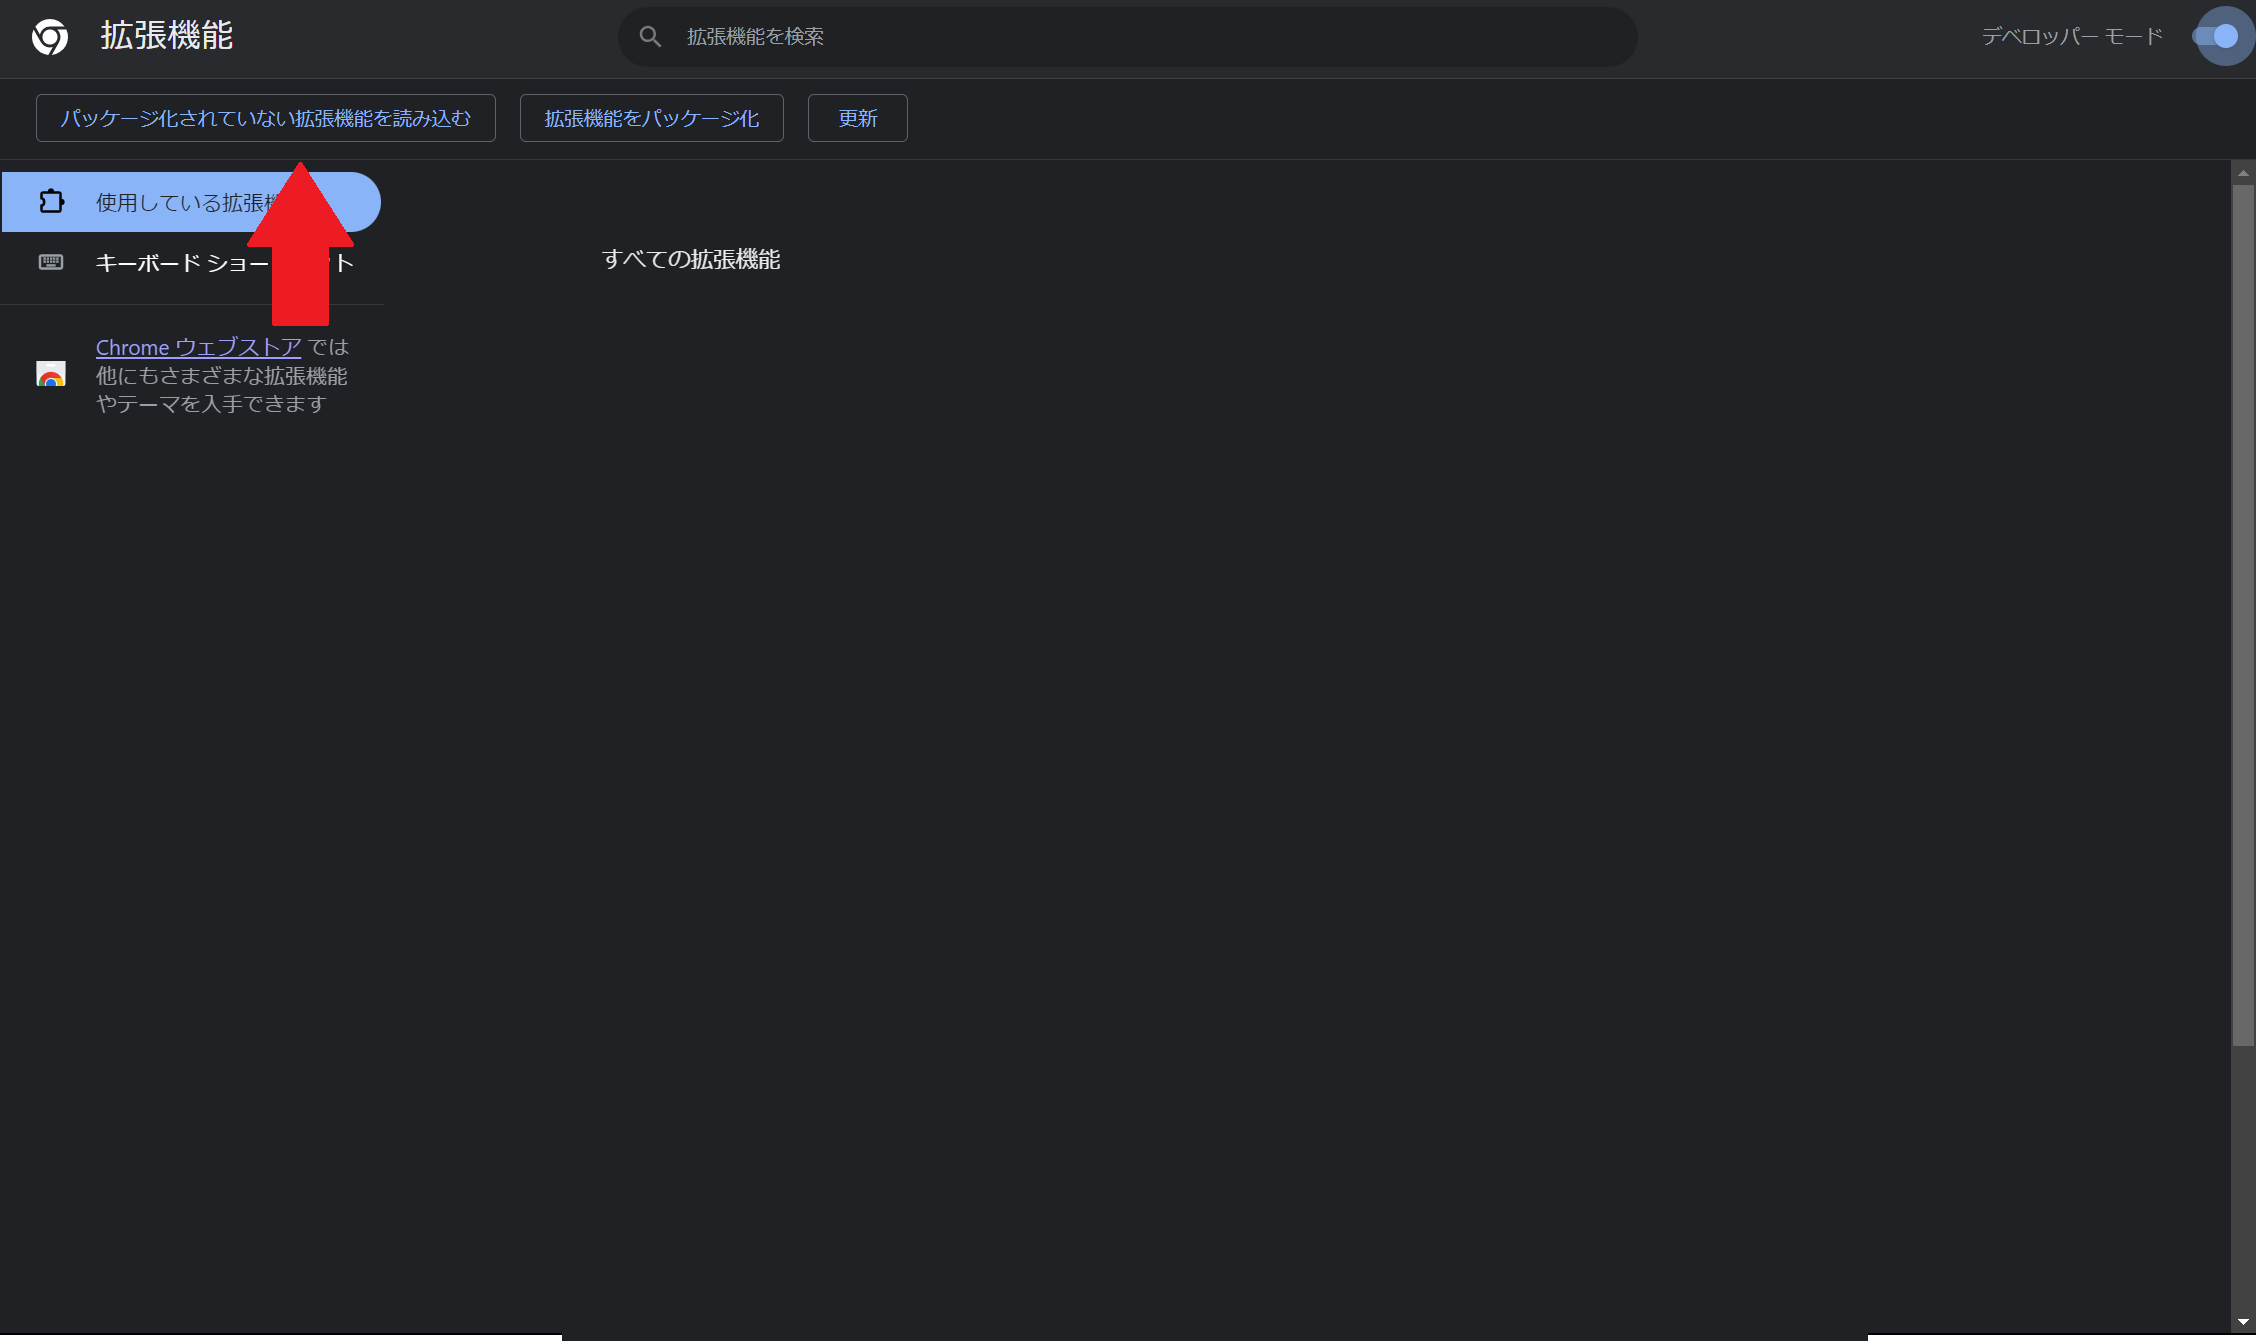 拡張機能
拡張機能を検索
デベロッパー モード
パッケージ化されていない拡張機能を読み込む
拡張機能をパッケージ化
更新
使用している拡張
キーボード ショー
ト
すべての拡張機能
Chrome ウェブストア では
他にもさまざまな拡張機能
やテーマを入手できます